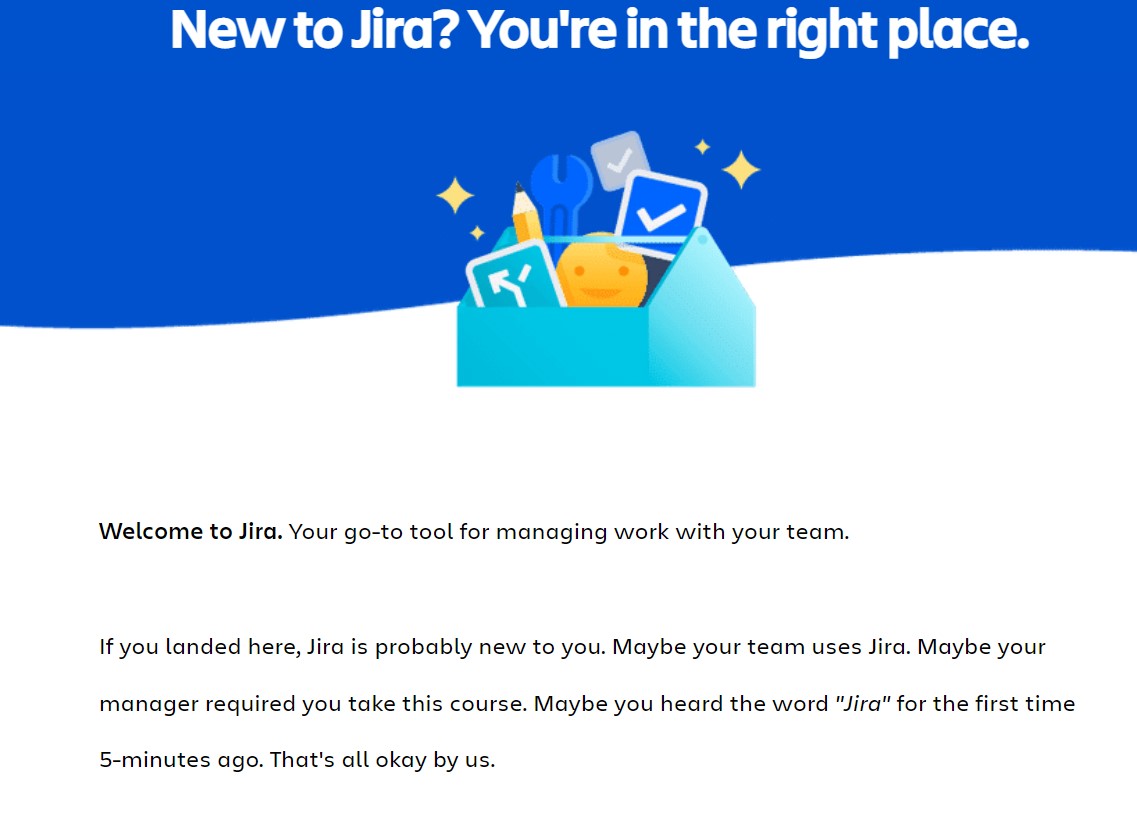 New to Jira? You're in the right place.
Welcome to Jira. Your go-to tool for managing work with your team.
If you landed here, Jira is probably new to you. Maybe your team uses Jira. Maybe your
manager required you take this course. Maybe you heard the word "Jira" for the first time
5-minutes ago. That's all okay by us.